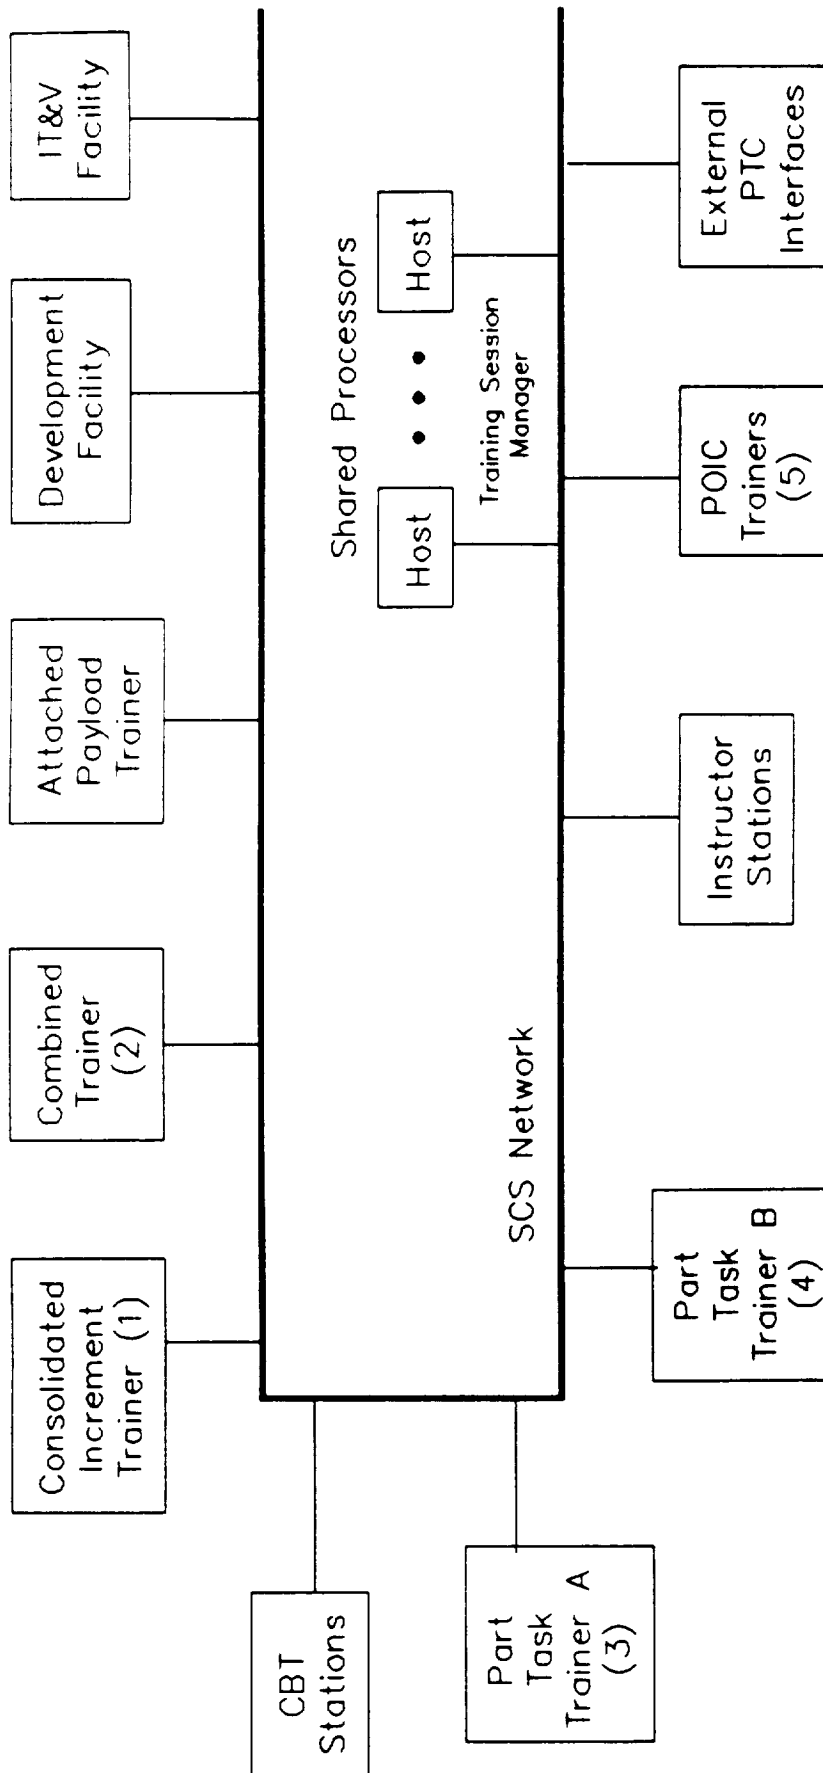 Consolidated
Increment
Trainer (1)
Combined
Trainer
(2)
Attached
Payload
Trainer
Development
Facility
IT&V
Facility
CBT
Stations
Shared Processors
Host
Host
Training Session
Manager
SCS Network
Part
Task
Trainer A
(3)
Part
Task
Trainer B
(4)
Instructor
Stations
POIC
Trainers
(5)
External
PTC
Interfaces